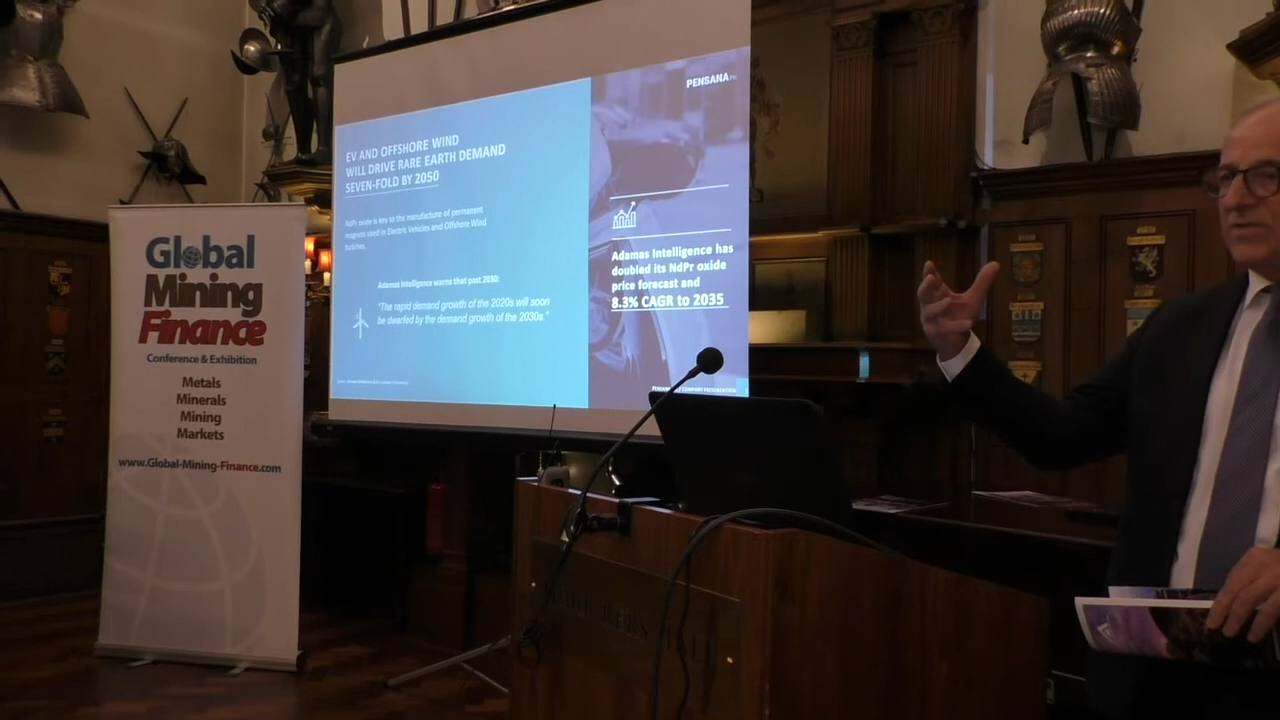 Global
Mining
Finance
Conference & Exhibition
Metals
Minerals
Mining
Markets
www.Global-Mining-Finance.com
PENSANA
EV AND OFFSHORE WIND
WILL DRIVE RARE EARTH DEMAND
SEVEN-FOLD BY 2050
NdPr oxide is key to the manufacture of permanent
magnets used in Electric Vehicles and Offshore Wind
turbines.
Adamas Intelligence warns that post 2030:
"The rapid demand growth of the 2020s will soon
be dwarfed by the demand growth of the 2030s."
Adamas Intelligence has
doubled its NdPr oxide
price forecast and
8.3% CAGR to 2035
COMPANY PRESENTATION